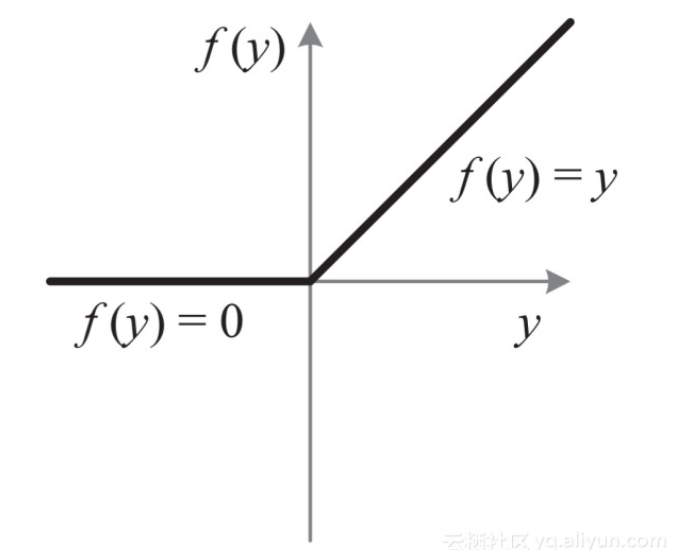 f(y)
f(y) = y
f(y) = 0
y
云栖社区 yq.aliyun.com